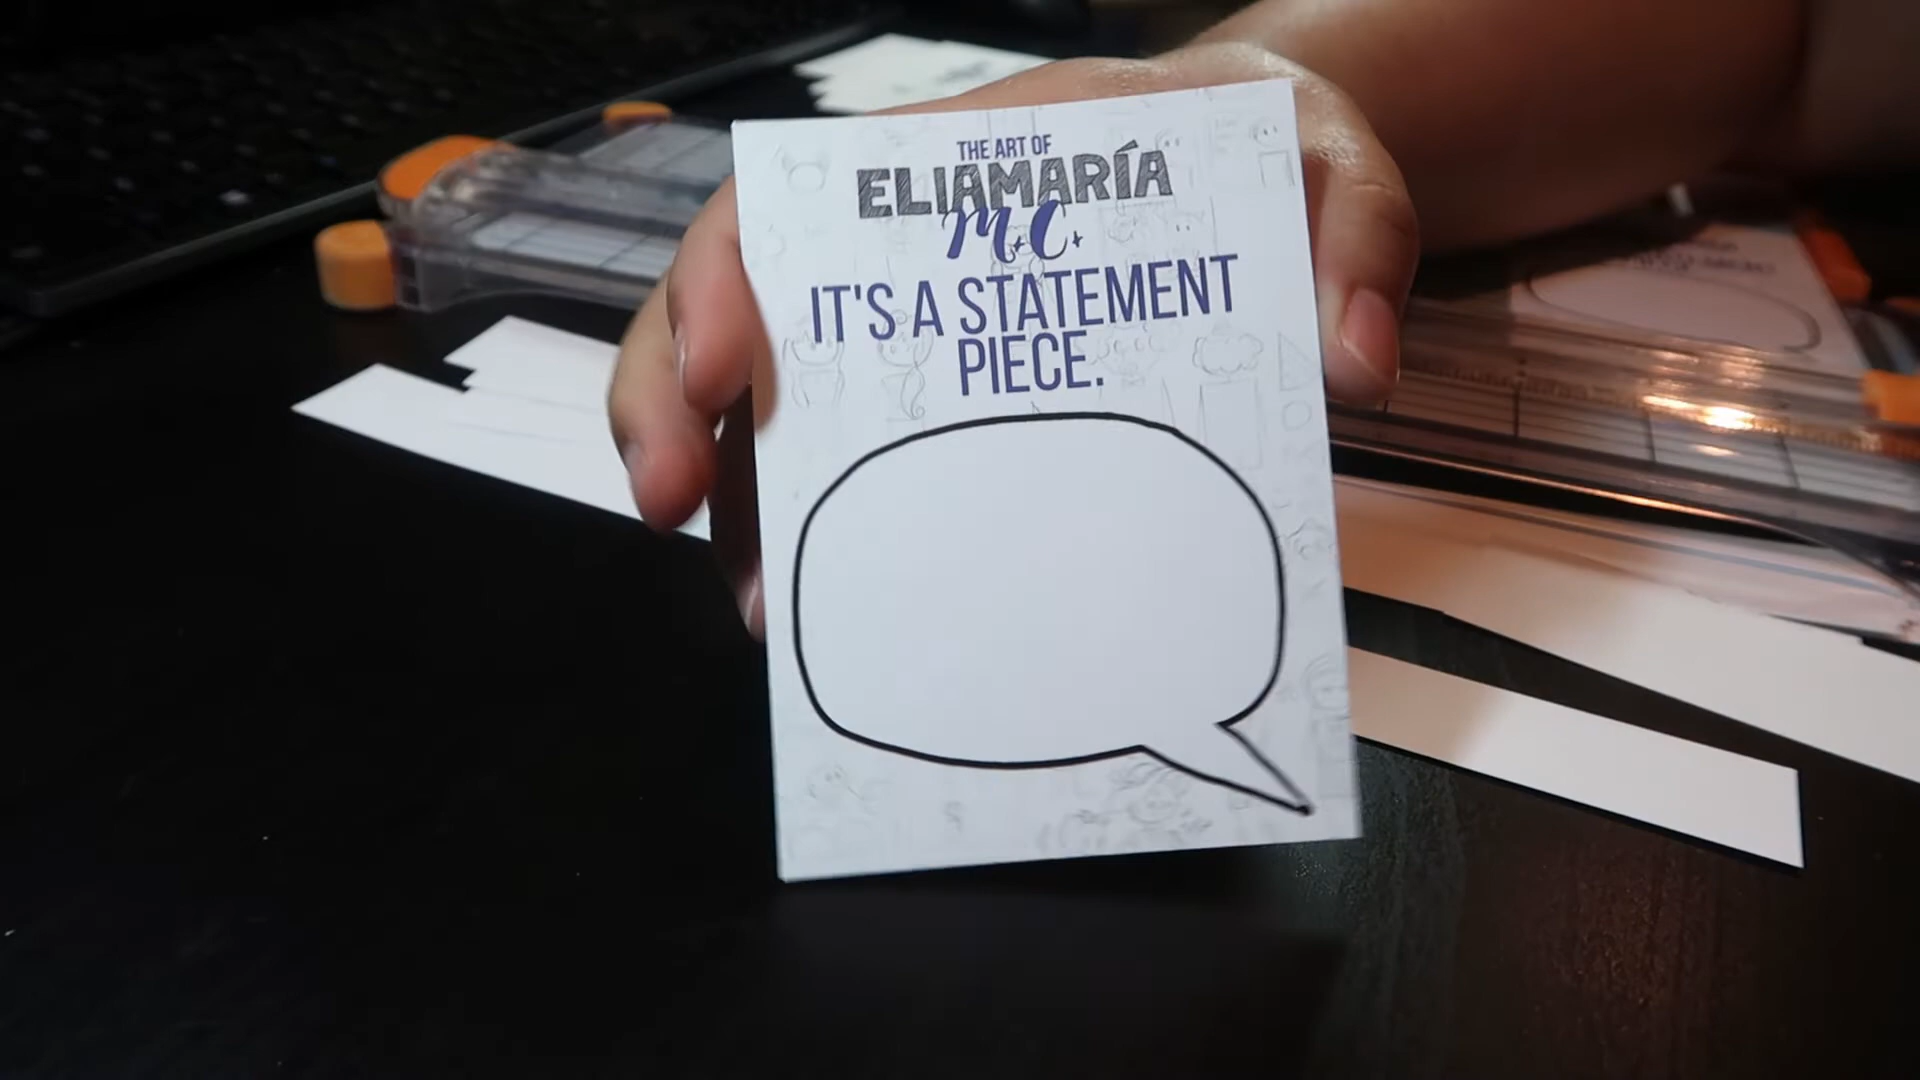 THE ART OF
ELIAMARÍA
M.C.
IT'S A STATEMENT
PIECE.